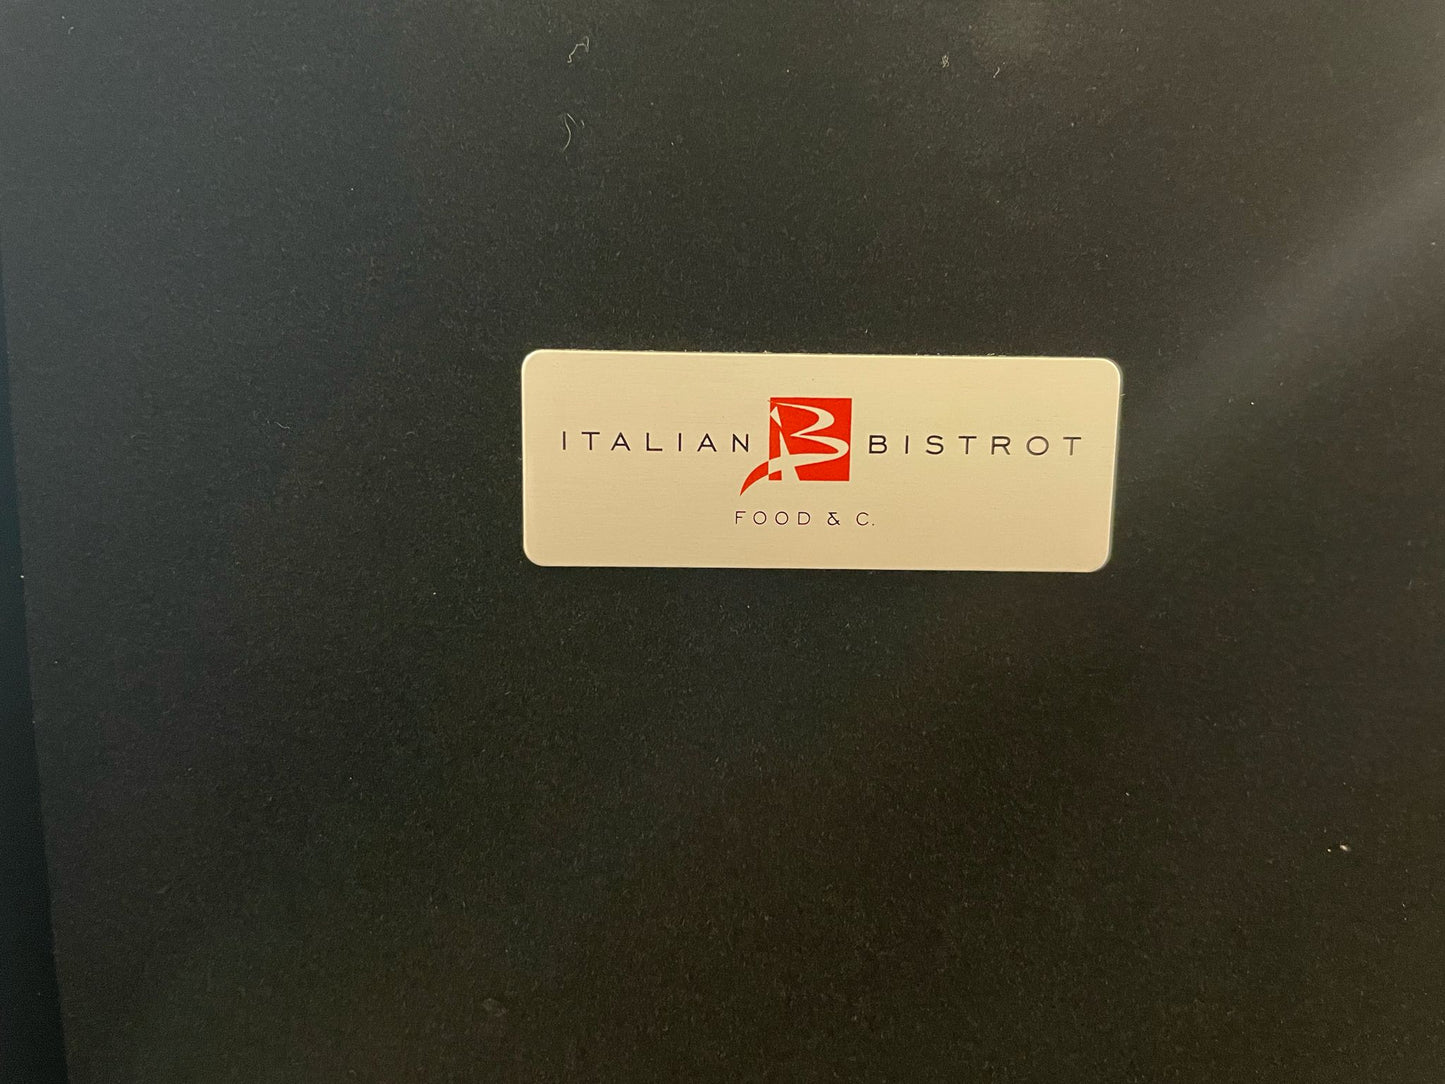 ITALIAN B BISTROT
FOOD & C.